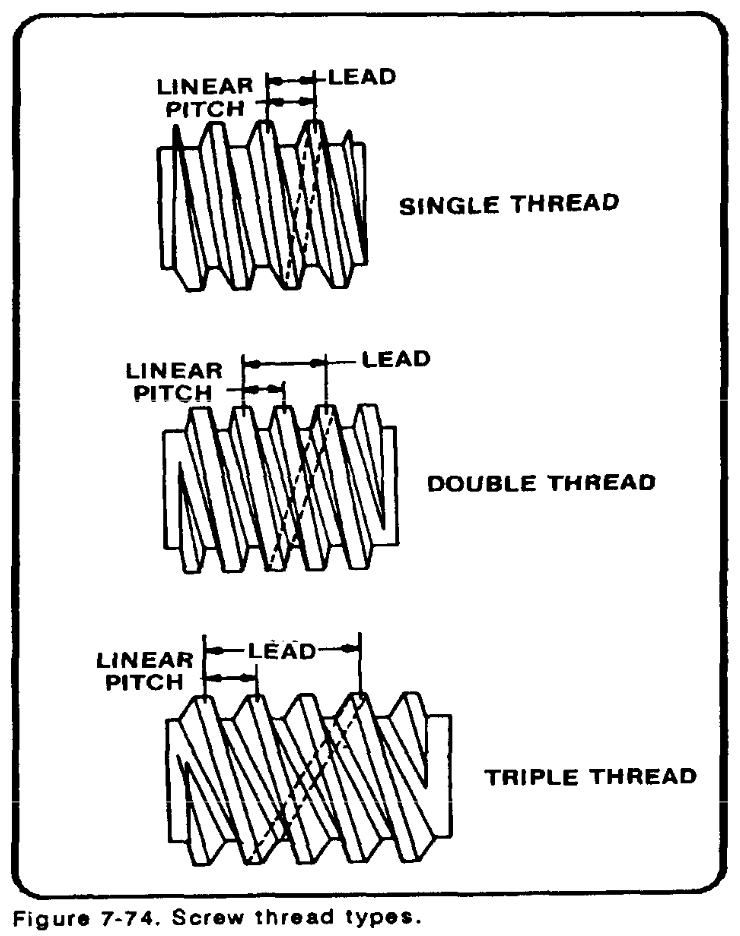 LEAD
LINEAR
PITCH
SINGLE THREAD
LEAD
LINEAR
PITCH
DOUBLE THREAD
LEAD
LINEAR
PITCH
TRIPLE THREAD
Figure 7-74. Screw thread types.